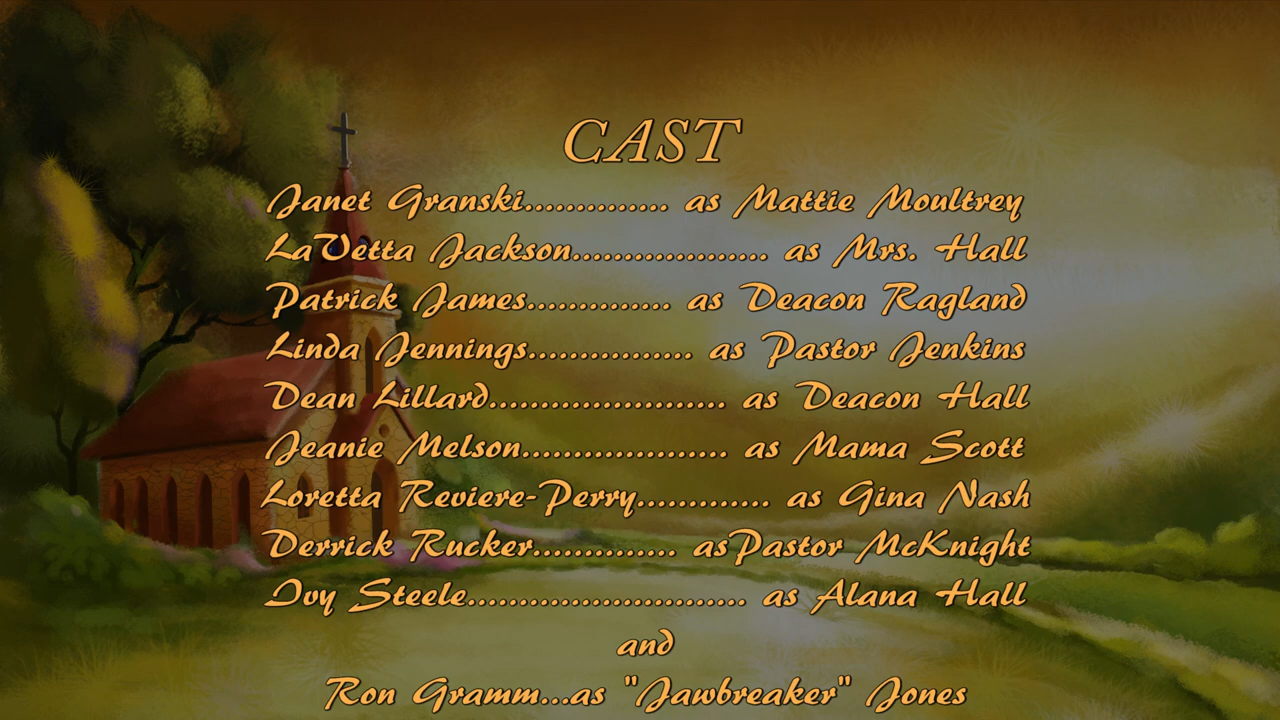 CAST
Janet Granski.............. as Mattie Moultrey
LaVetta Jackson................... as Mrs. Hall
Patrick James.............. as Deacon Ragland
Linda Jennings................ as Pastor Jenkins
Dean Lillard....................... as Deacon Hall
Jeanie Melson.................... as Mama Scott
Loretta Reviere-Perry............. as Gina Nash
Derrick Rucker.............. asPastor McKnight
Ivy Steele........................... as Alana Hall
and
Ron Gramm...as "Jawbreaker" Jones